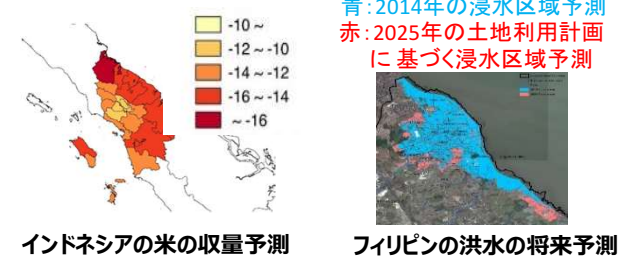 -10 ~
-12 ~ -10
-14 ~ -12
-16 ~ -14
~ -16
インドネシアの米の収量予測
青:2014年の浸水区域予測
赤:2025年の土地利用計画
に 基づく浸水区域予測
フィリピンの洪水の将来予測